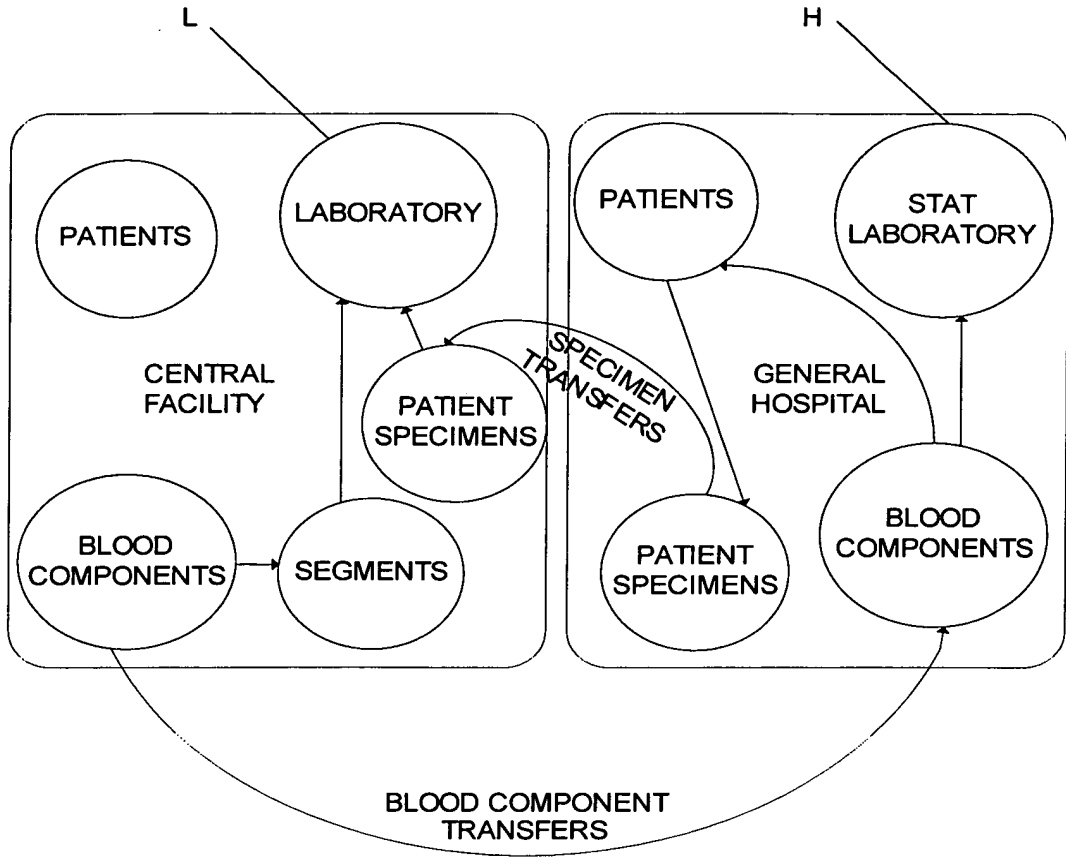 L
H
LABORATORY
PATIENTS
CENTRAL
FACILITY
PATIENT
SPECIMENS
BLOOD
COMPONENTS
SEGMENTS
SPECIMEN
TRANSFERS
PATIENTS
STAT
LABORATORY
GENERAL
HOSPITAL
PATIENT
SPECIMENS
BLOOD
COMPONENTS
BLOOD COMPONENT
TRANSFERS